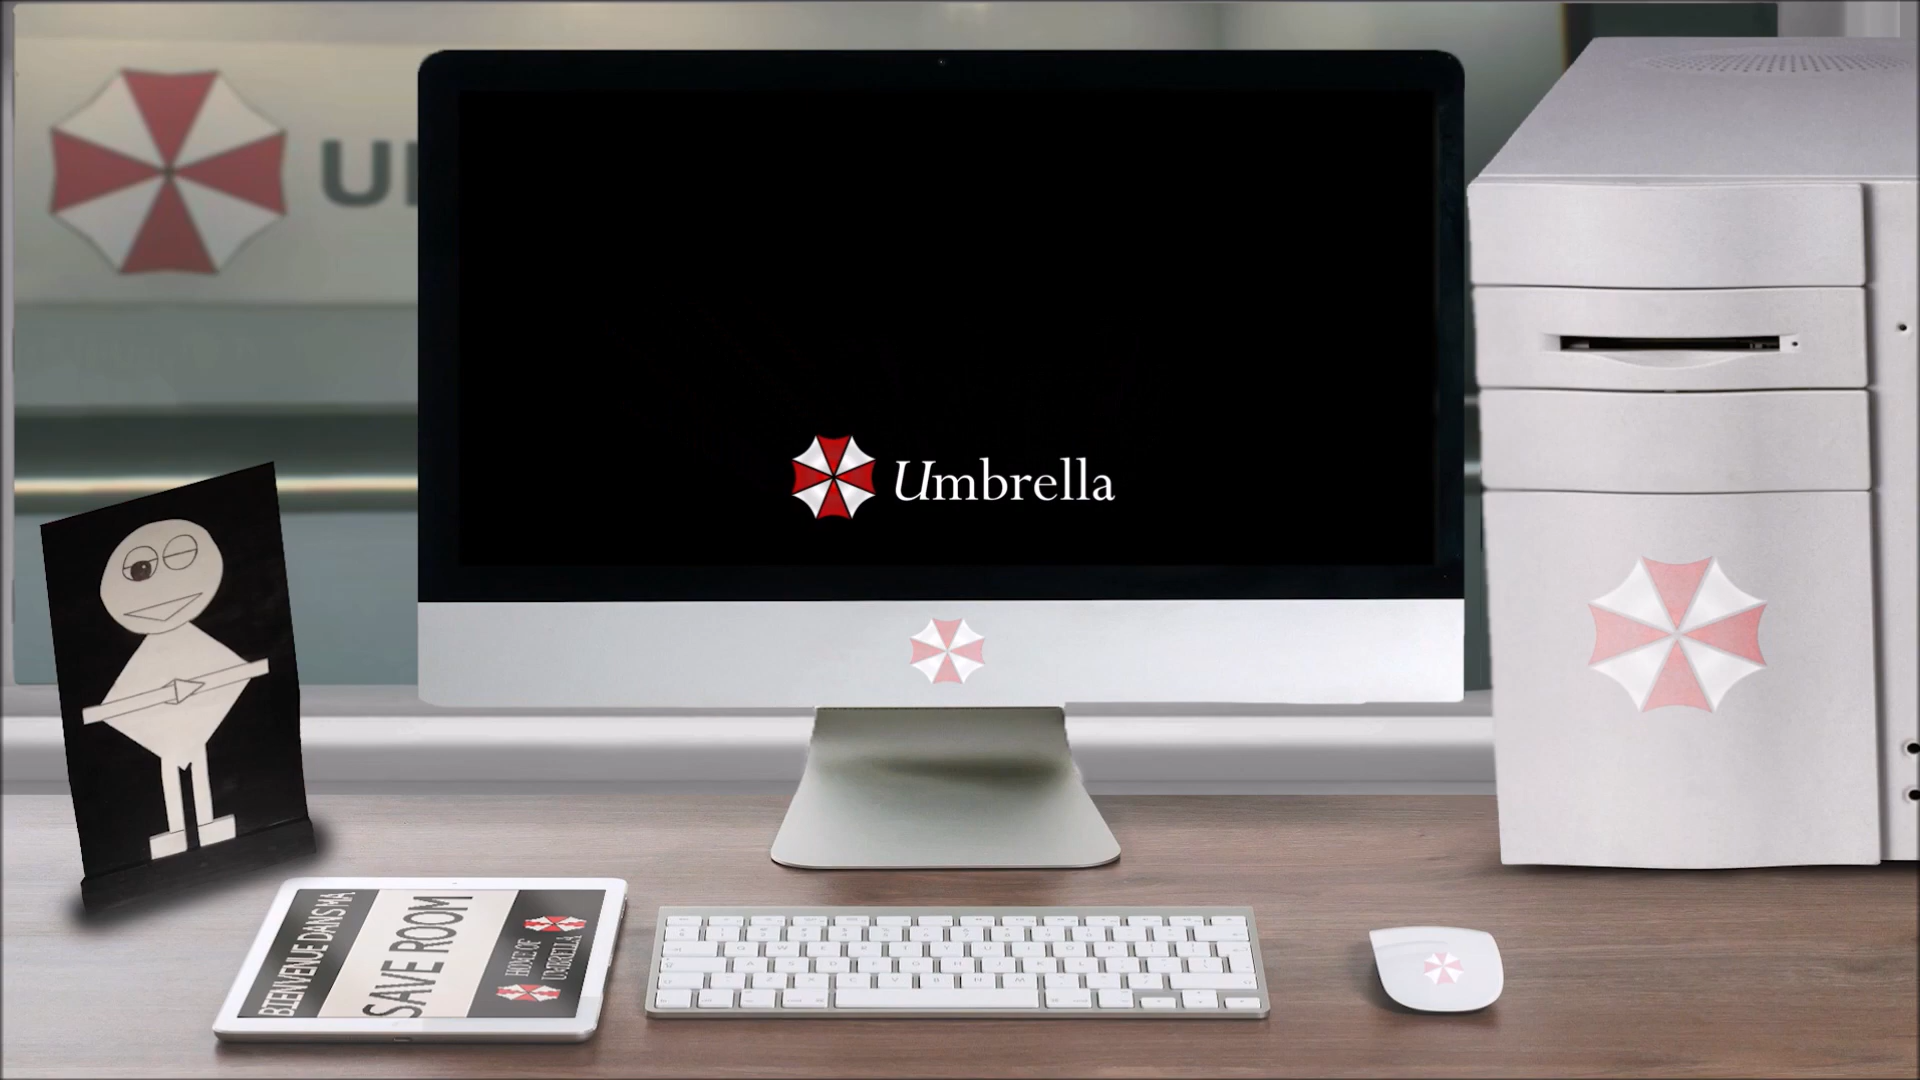 U
Umbrella
BIENVENUE DANS MA
SAVE ROOM
HOME OF
UMBRELLA